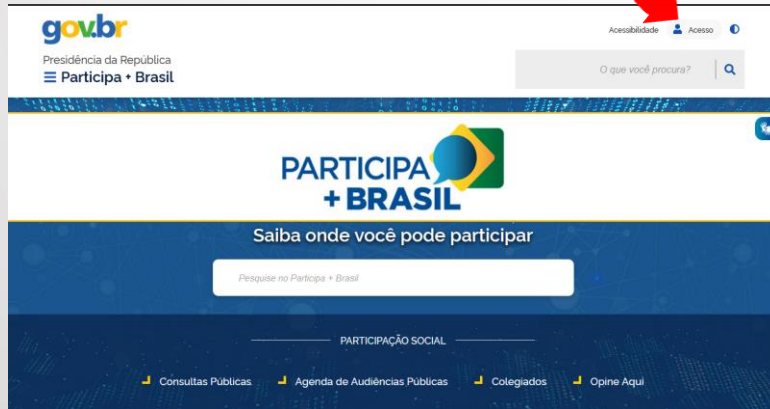 gov.br
Acessibilidade Acesso
Presidência da República
Participa + Brasil
O que você procura?
PARTICIPA
+ BRASIL
Saiba onde você pode participar
Pesquise no Participa + Brasil
PARTICIPAÇÃO SOCIAL
Consultas Públicas Agenda de Audiências Públicas Colegiados Opine Aqui